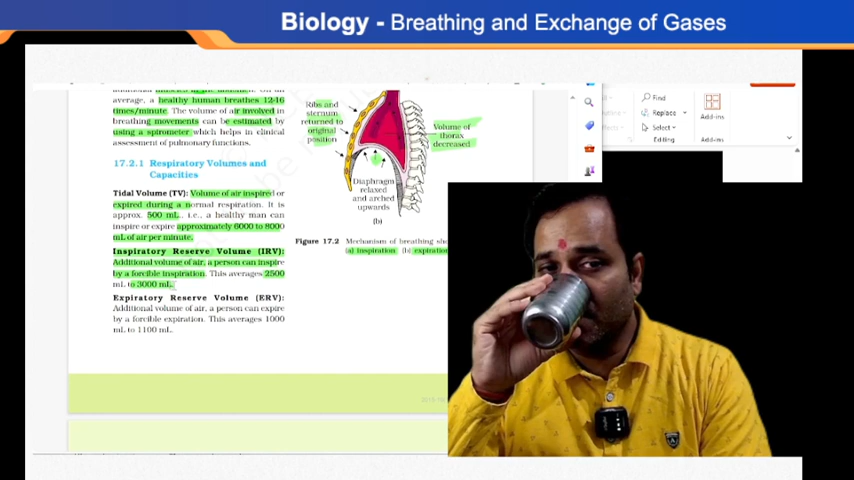 Biology - Breathing and Exchange of Gases
average, a healthy human breathes 12-16
times/minute. The volume of air involved in
breathing movements can be estimated by
using a spirometer which helps in clinical
assessment of pulmonary functions.
17.2.1 Respiratory Volumes and
Capacities
Tidal Volume (TV): Volume of air inspired or
expired during a normal respiration. It is
approx. 500 mL., i.e., a healthy man can
inspire or expire approximately 6000 to 8000
mL of air per minute.
Inspiratory Reserve Volume (IRV):
Additional volume of air, a person can inspire
by a forcible inspiration. This averages 2500
mL to 3000 mL.
Expiratory Reserve Volume (ERV):
Additional volume of air, a person can expire
by a forcible expiration. This averages 1000
mL to 1100 mL.
Ribs and
sternum
returned to
original
position
Volume of
thorax
decreased
Diaphragm
relaxed
and arched
upwards
(b)
Figure 17.2 Mechanism of breathing
(a) inspiration (b)
Find
Replace
Select
Editing
Add-ins
Add-ins